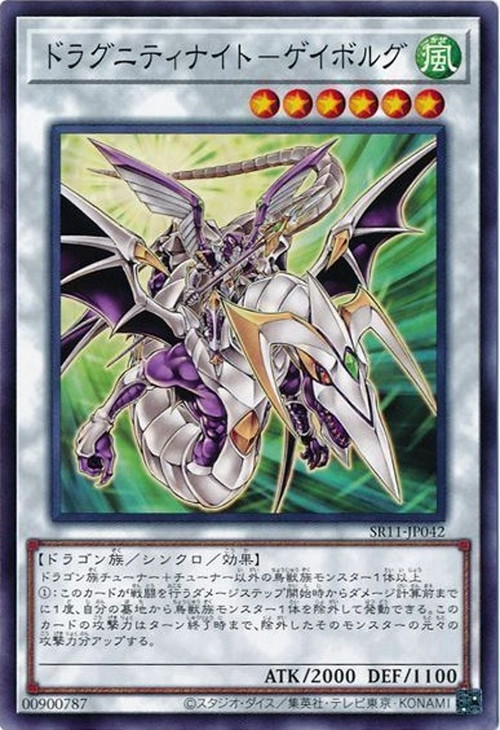 ドラグニティナイト－ゲイボルグ
風
SR11-JP042
【ドラゴン族／シンクロ／効果】
ドラゴン族チューナー＋チューナー以外の鳥獣族モンスター1体以上
①：このカードが戦闘を行うダメージステップ開始時からダメージ計算前まで
に1度、自分の墓地から鳥獣族モンスター1体を除外して発動できる。この
カードの攻撃力はターン終了時まで、除外したそのモンスターの元々の
攻撃力分アップする。
ATK/2000 DEF/1100
00900787
©スタジオ・ダイス／集英社・テレビ東京・KONAMI